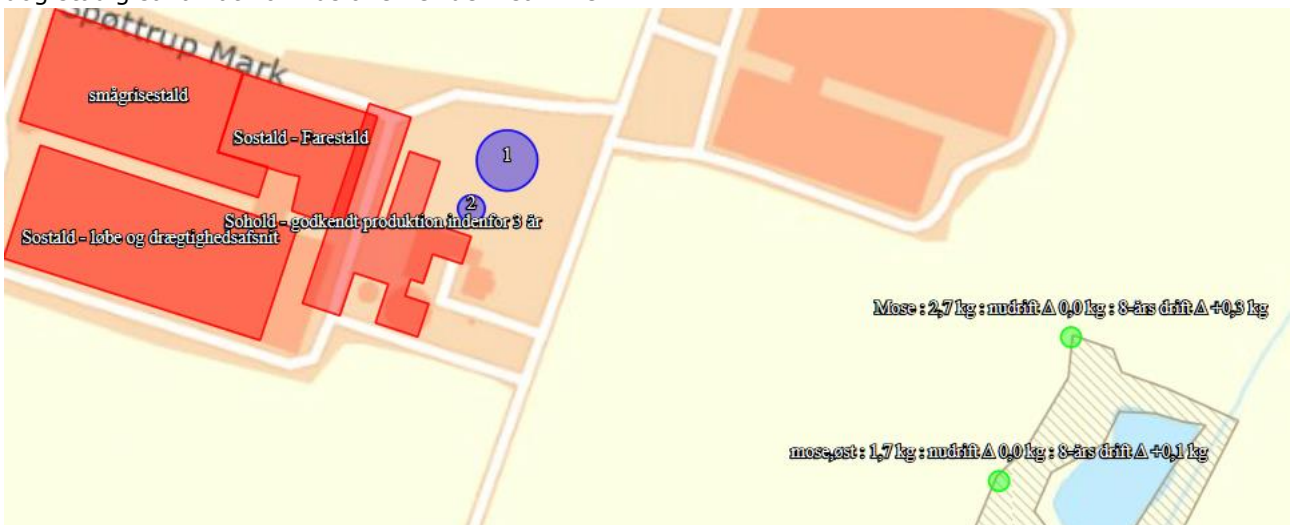 Spøttrup Mark
smågrisestald
Sostald - Farestald
1
2
Sohold - godkendt produktion indenfor 3 år
Sostald - løbe og drægtighedsafsnit
Mose : 2,7 kg : nudrift Δ 0,0 kg : 8-års drift Δ +0,3 kg
mose,øst : 1,7 kg : nudrift Δ 0,0 kg : 8-års drift Δ +0,1 kg